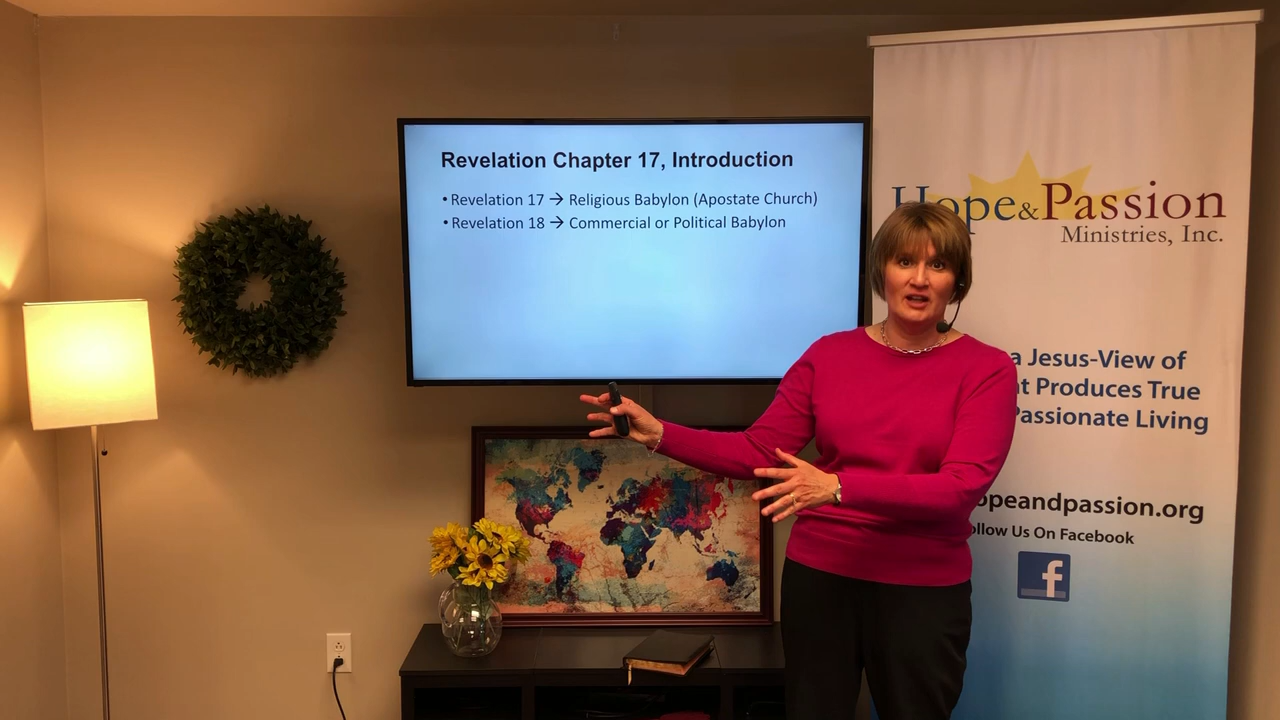 Revelation Chapter 17, Introduction
• Revelation 17 → Religious Babylon (Apostate Church)
• Revelation 18 → Commercial or Political Babylon
Hope&Passion
Ministries, Inc.
a Jesus-View of
Produces True
Passionate Living
opeandpassion.org
ollow Us On Facebook
f